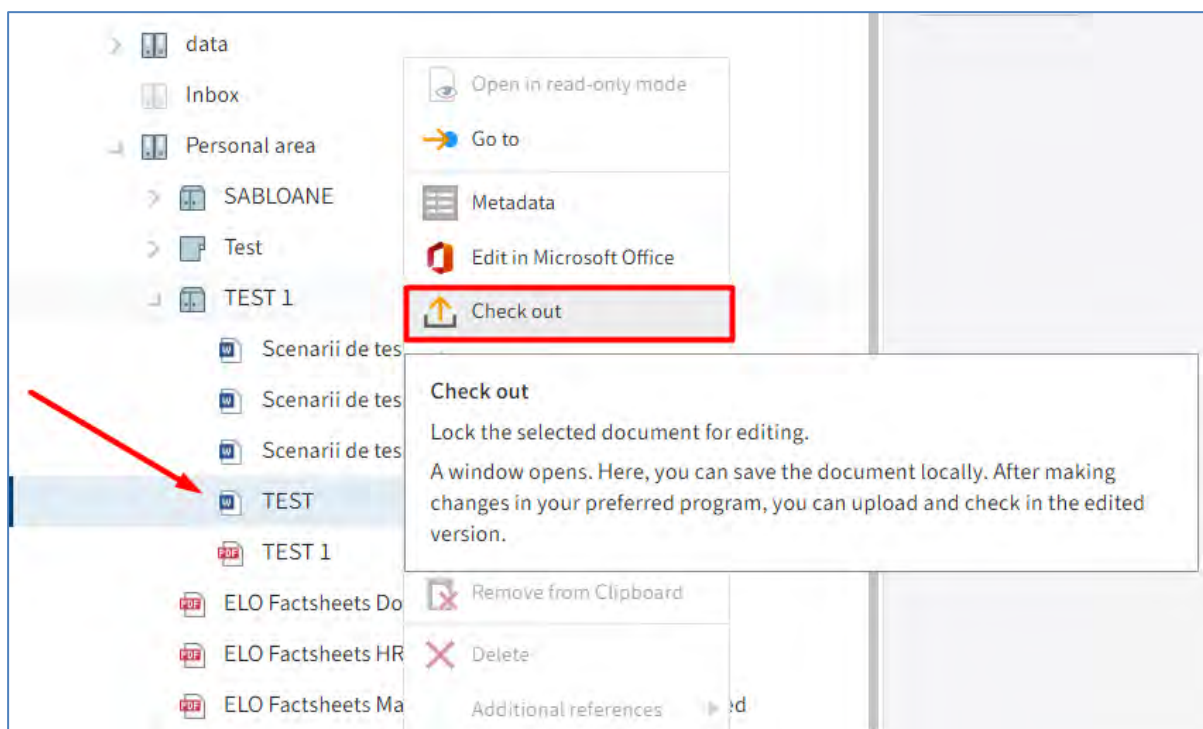 data
Inbox
Personal area
SABLOANE
Test
TEST 1
Scenarii de tes
Scenarii de tes
Scenarii de tes
TEST
TEST 1
ELO Factsheets Do
ELO Factsheets HR
ELO Factsheets Ma
ed
Open in read-only mode
Go to
Metadata
Edit in Microsoft Office
Check out
Check out
Lock the selected document for editing.
A window opens. Here, you can save the document locally. After making
changes in your preferred program, you can upload and check in the edited
version.
Remove from Clipboard
Delete
Additional references